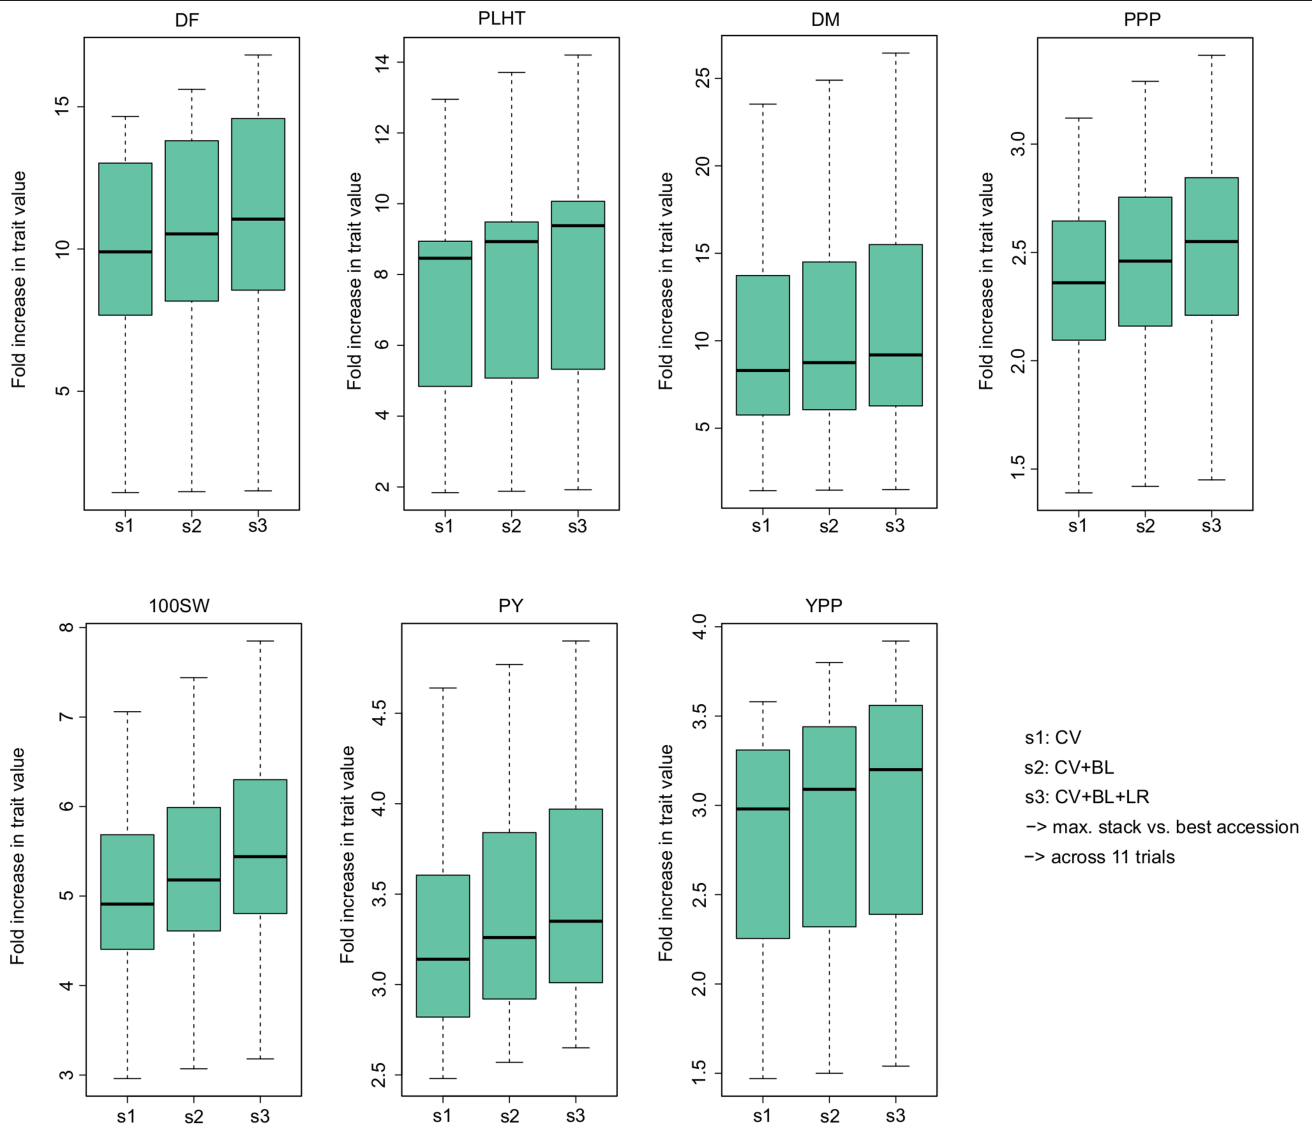 DF
PLHT
DM
PPP
Fold increase in trait value
15
10
5
s1 s2 s3
Fold increase in trait value
14
12
10
8
6
4
2
s1 s2 s3
Fold increase in trait value
25
20
15
10
5
s1 s2 s3
Fold increase in trait value
3.0
2.5
2.0
1.5
s1 s2 s3
100SW
PY
YPP
Fold increase in trait value
8
7
6
5
4
3
s1 s2 s3
Fold increase in trait value
4.5
4.0
3.5
3.0
2.5
s1 s2 s3
Fold increase in trait value
4.0
3.5
3.0
2.5
2.0
1.5
s1 s2 s3
s1: CV
s2: CV+BL
s3: CV+BL+LR
−> max. stack vs. best accession
−> across 11 trials